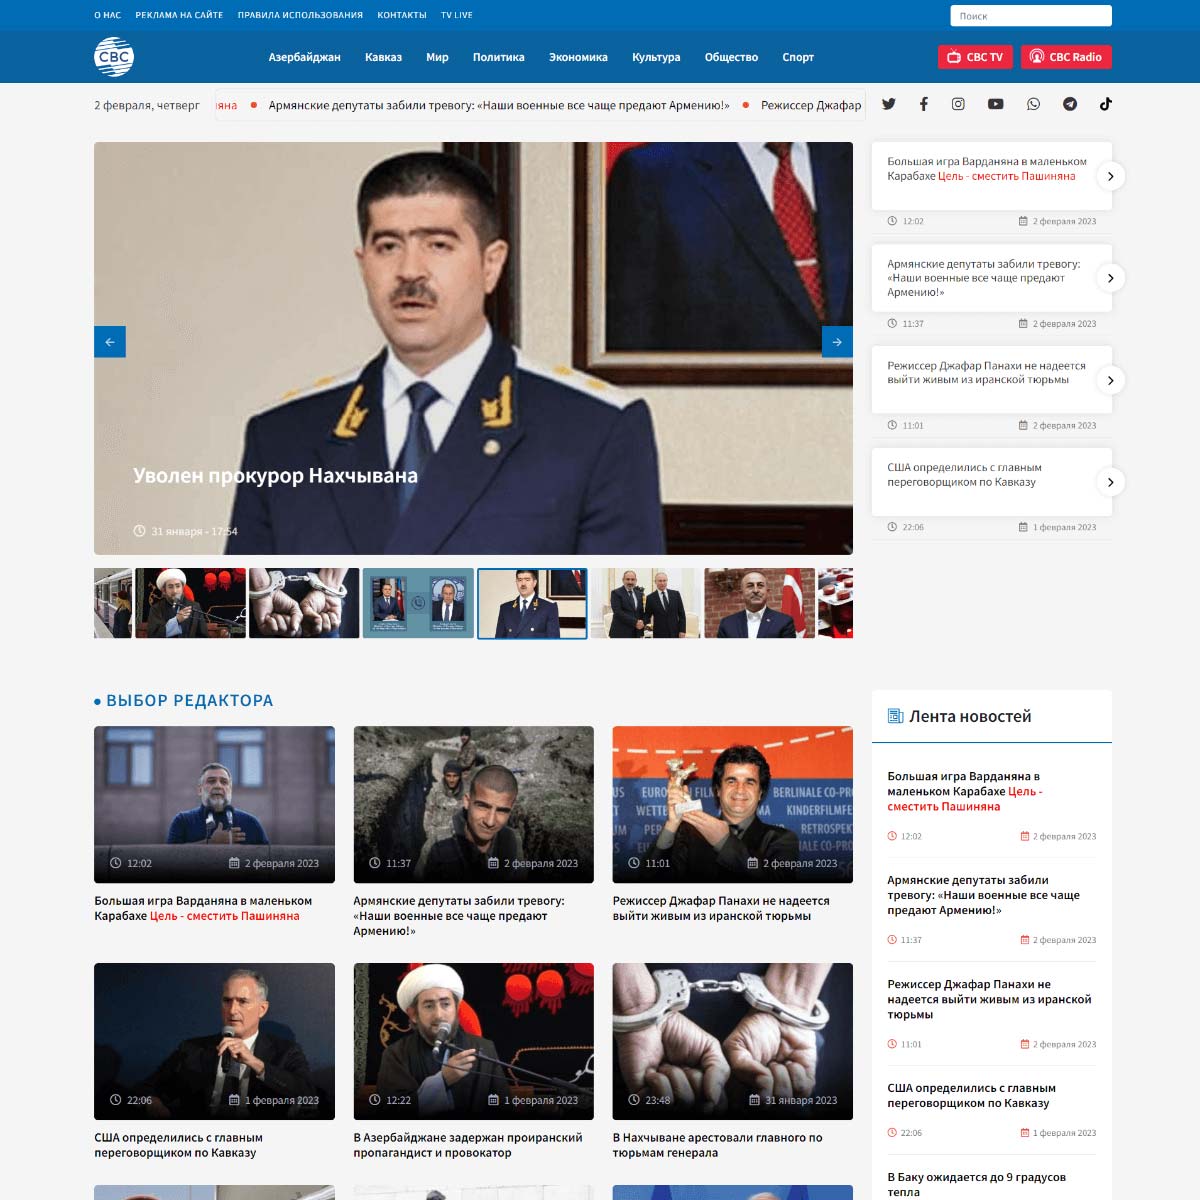 О НАС РЕКЛАМА НА САЙТЕ ПРАВИЛА ИСПОЛЬЗОВАНИЯ КОНТАКТЫ TV LIVE
Поиск
CBC
Азербайджан Кавказ Мир Политика Экономика Культура Общество Спорт
CBC TV CBC Radio
2 февраля, четверг
яна • Армянские депутаты забили тревогу: «Наши военные все чаще предают Армению!» • Режиссер Джафар
Уволен прокурор Нахчывана
31 января - 17:54
Большая игра Варданяна в маленьком
Карабахе Цель - сместить Пашиняна
12:02 2 февраля 2023
Армянские депутаты забили тревогу:
«Наши военные все чаще предают
Армению!»
11:37 2 февраля 2023
Режиссер Джафар Панахи не надеется
выйти живым из иранской тюрьмы
11:01 2 февраля 2023
США определились с главным
переговорщиком по Кавказу
22:06 1 февраля 2023
ВЫБОР РЕДАКТОРА
12:02 2 февраля 2023
Большая игра Варданяна в маленьком
Карабахе Цель - сместить Пашиняна
11:37 2 февраля 2023
Армянские депутаты забили тревогу:
«Наши военные все чаще предают
Армению!»
EURO FILM BERLINALE CO-PRO
WETTBE KINDERFILMFE
RETROSPEK
BERLINALE CO-PRO
11:01 2 февраля 2023
Режиссер Джафар Панахи не надеется
выйти живым из иранской тюрьмы
22:06 1 февраля 2023
США определились с главным
переговорщиком по Кавказу
12:22 1 февраля 2023
В Азербайджане задержан проиранский
пропагандист и провокатор
23:48 31 января 2023
В Нахчыване арестовали главного по
тюрьмам генерала
Лента новостей
Большая игра Варданяна в
маленьком Карабахе Цель -
сместить Пашиняна
12:02 2 февраля 2023
Армянские депутаты забили
тревогу: «Наши военные все чаще
предают Армению!»
11:37 2 февраля 2023
Режиссер Джафар Панахи не
надеется выйти живым из иранской
тюрьмы
11:01 2 февраля 2023
США определились с главным
переговорщиком по Кавказу
22:06 1 февраля 2023
В Баку ожидается до 9 градусов
тепла